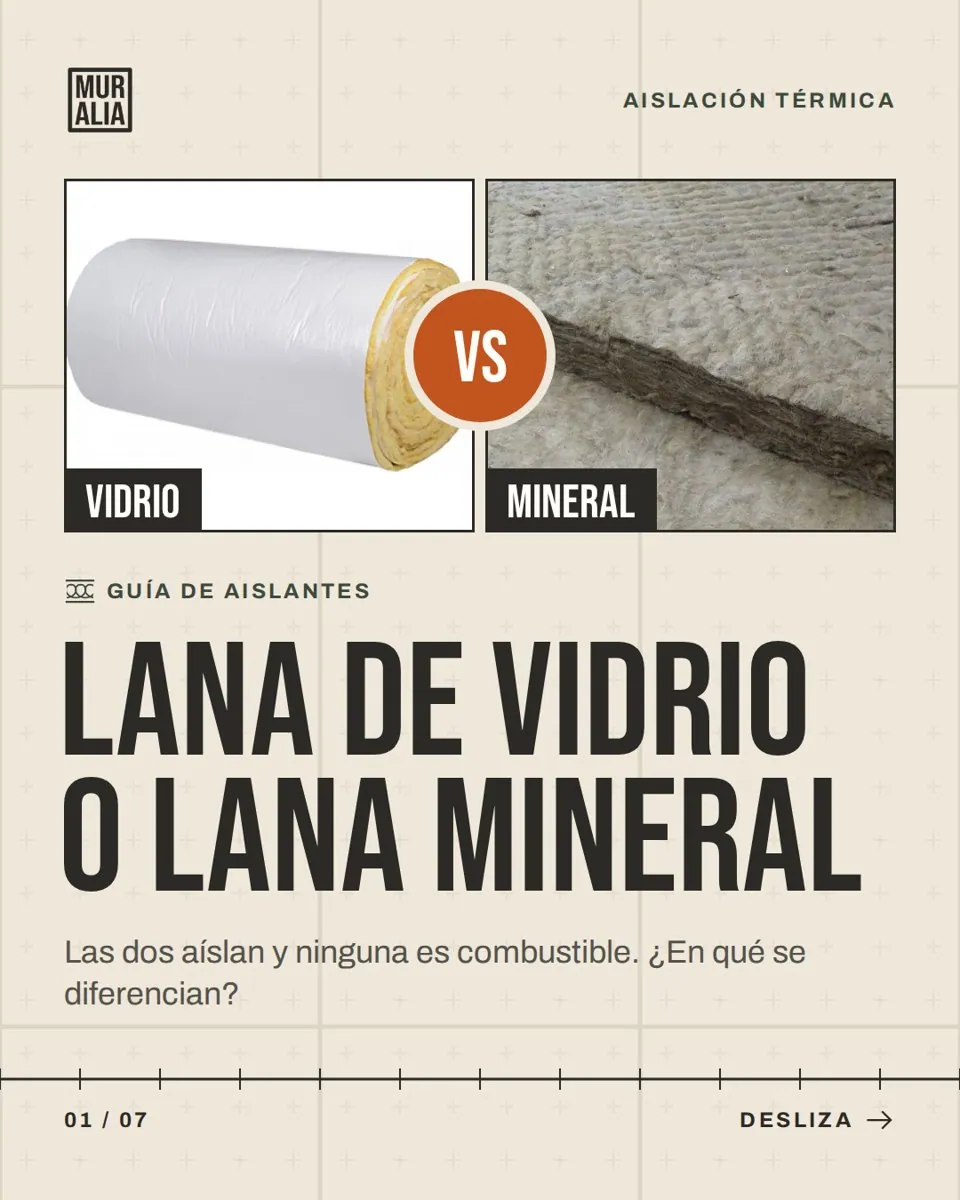 MUR
ALIA
AISLACIÓN TÉRMICA
VS
VIDRIO
MINERAL
GUÍA DE AISLANTES
LANA DE VIDRIO
O LANA MINERAL
Las dos aíslan y ninguna es combustible. ¿En qué se
diferencian?
01 / 07
DESLIZA